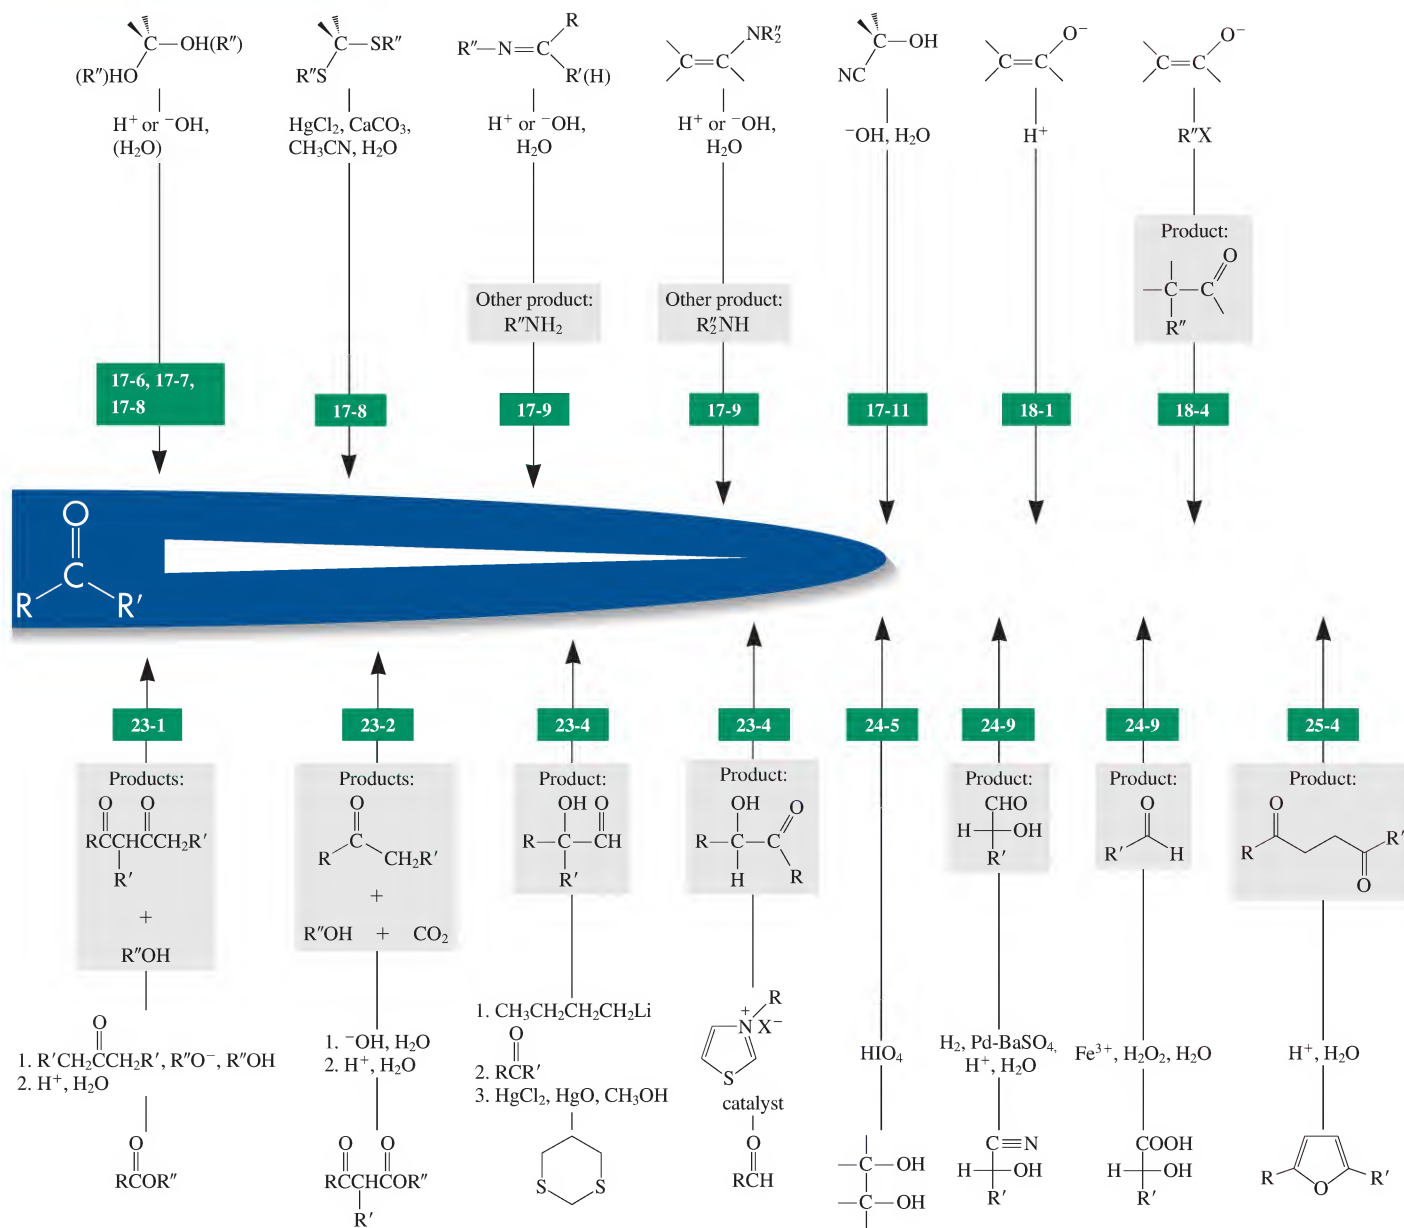 C—OH(R″)
(R″)HO
H⁺ or ⁻OH,
(H₂O)
17-6, 17-7,
17-8
C—SR″
R″S
HgCl₂, CaCO₃,
CH₃CN, H₂O
17-8
R
R″—N=C
R′(H)
H⁺ or ⁻OH,
H₂O
Other product:
R″NH₂
17-9
NR₂″
C=C
H⁺ or ⁻OH,
H₂O
Other product:
R₂″NH
17-9
C—OH
NC
⁻OH, H₂O
17-11
O⁻
C=C
H⁺
18-1
O⁻
C=C
R″X
Product:
O
—C—C
R″
18-4
O
C
R R′
23-1
Products:
O O
RCCHCCH₂R′
R′
+
R″OH
O
1. R′CH₂CCH₂R′, R″O⁻, R″OH
2. H⁺, H₂O
O
RCOR″
23-2
Products:
O
C
R CH₂R′
+
R″OH + CO₂
1. ⁻OH, H₂O
2. H⁺, H₂O
O O
RCCHCOR″
R′
23-4
Product:
OH O
R—C—CH
R′
1. CH₃CH₂CH₂CH₂Li
O
2. RCR′
3. HgCl₂, HgO, CH₃OH
S S
23-4
Product:
OH O
R—C—C
H R
R
+
N X⁻
S
catalyst
O
RCH
24-5
HIO₄
—C—OH
—C—OH
24-9
Product:
CHO
H—OH
R′
H₂, Pd-BaSO₄,
H⁺, H₂O
C≡N
H—OH
R′
24-9
Product:
O
C
R′ H
Fe³⁺, H₂O₂, H₂O
COOH
H—OH
R′
25-4
Product:
O
R R′
O
H⁺, H₂O
R O R′